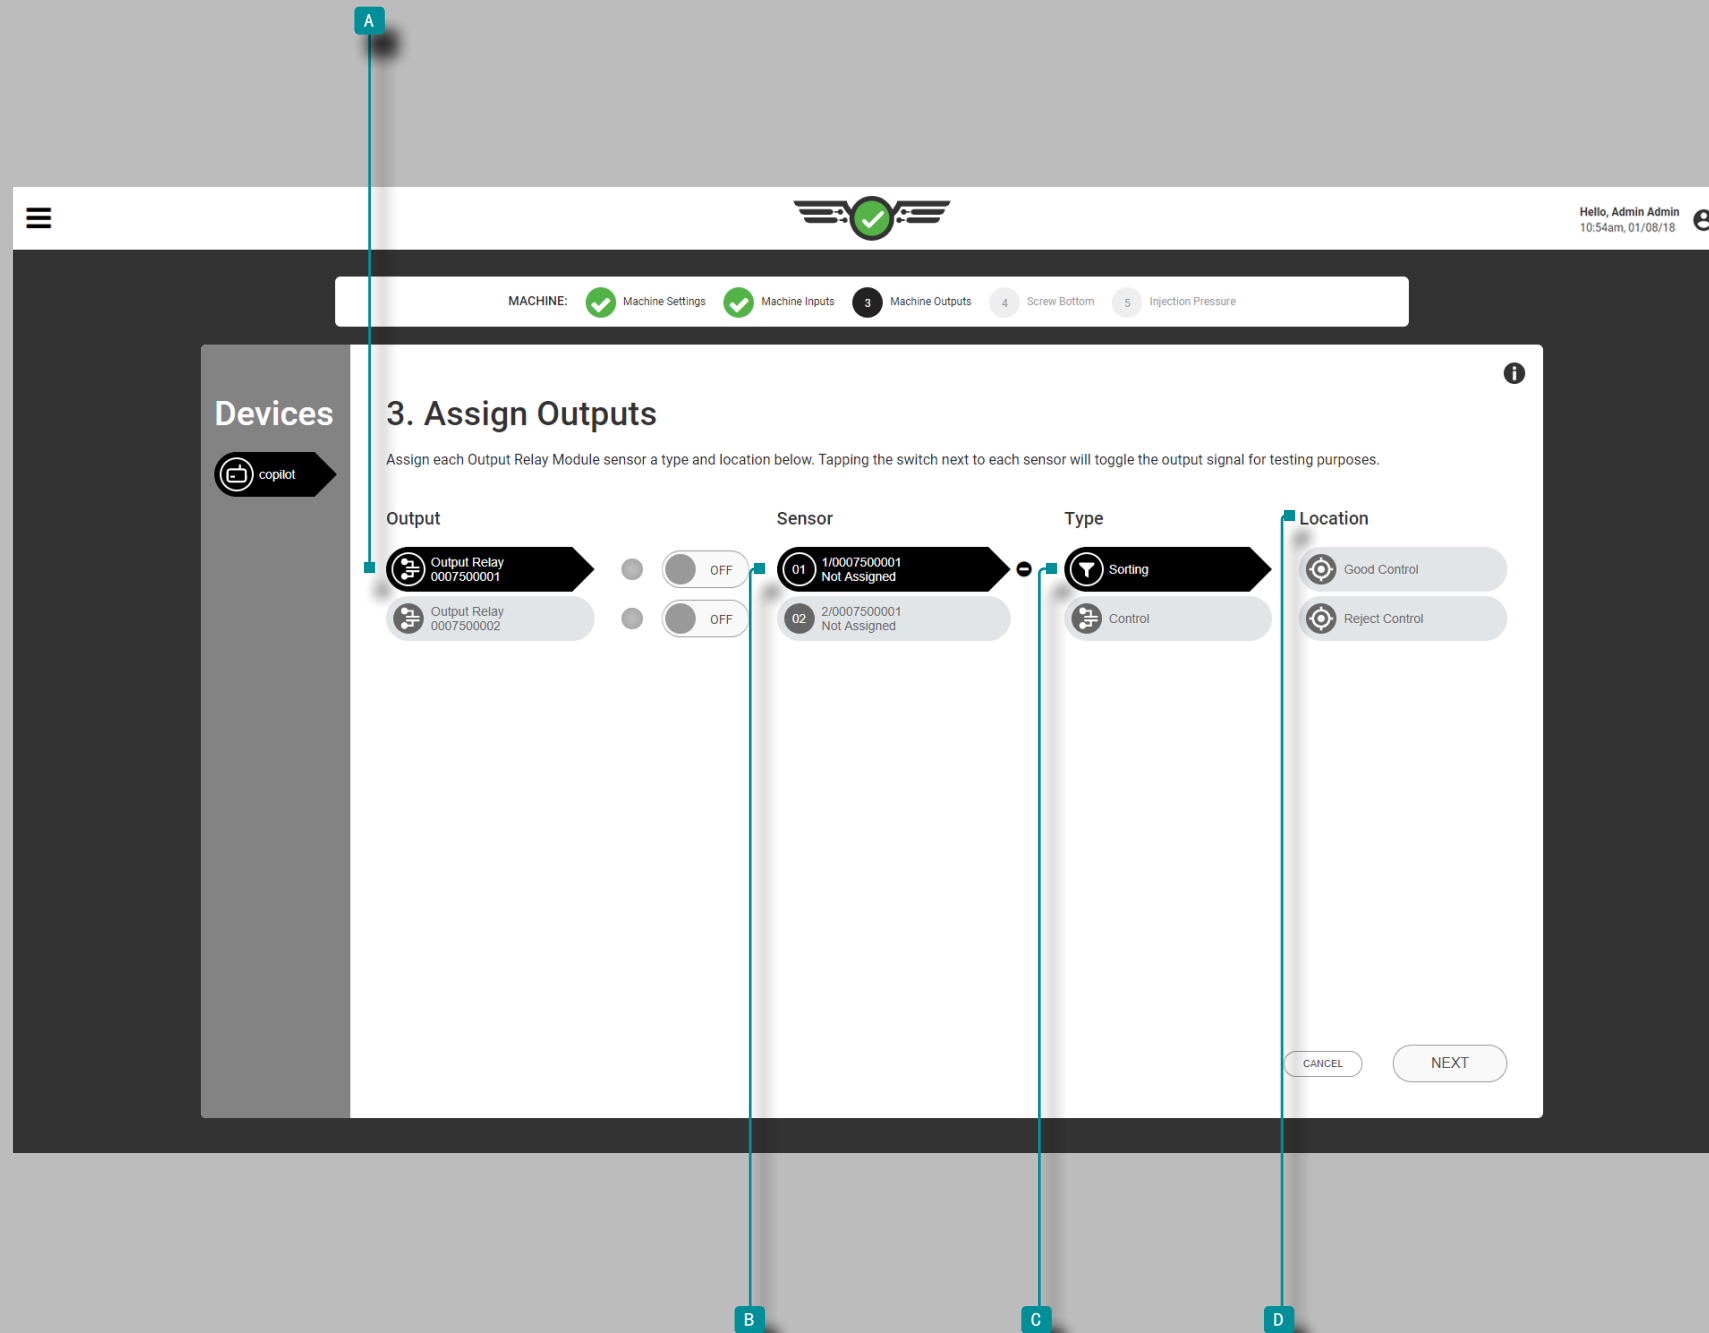 A
Hello, Admin Admin
10:54am, 01/08/18
MACHINE: Machine Settings Machine Inputs 3 Machine Outputs 4 Screw Bottom 5 Injection Pressure
Devices
copilot
3. Assign Outputs
Assign each Output Relay Module sensor a type and location below. Tapping the switch next to each sensor will toggle the output signal for testing purposes.
Output Sensor Type Location
Output Relay
0007500001
OFF
01 1/0007500001
Not Assigned
Sorting
Good Control
Output Relay
0007500002
OFF
02 2/0007500001
Not Assigned
Control
Reject Control
CANCEL NEXT
B C D